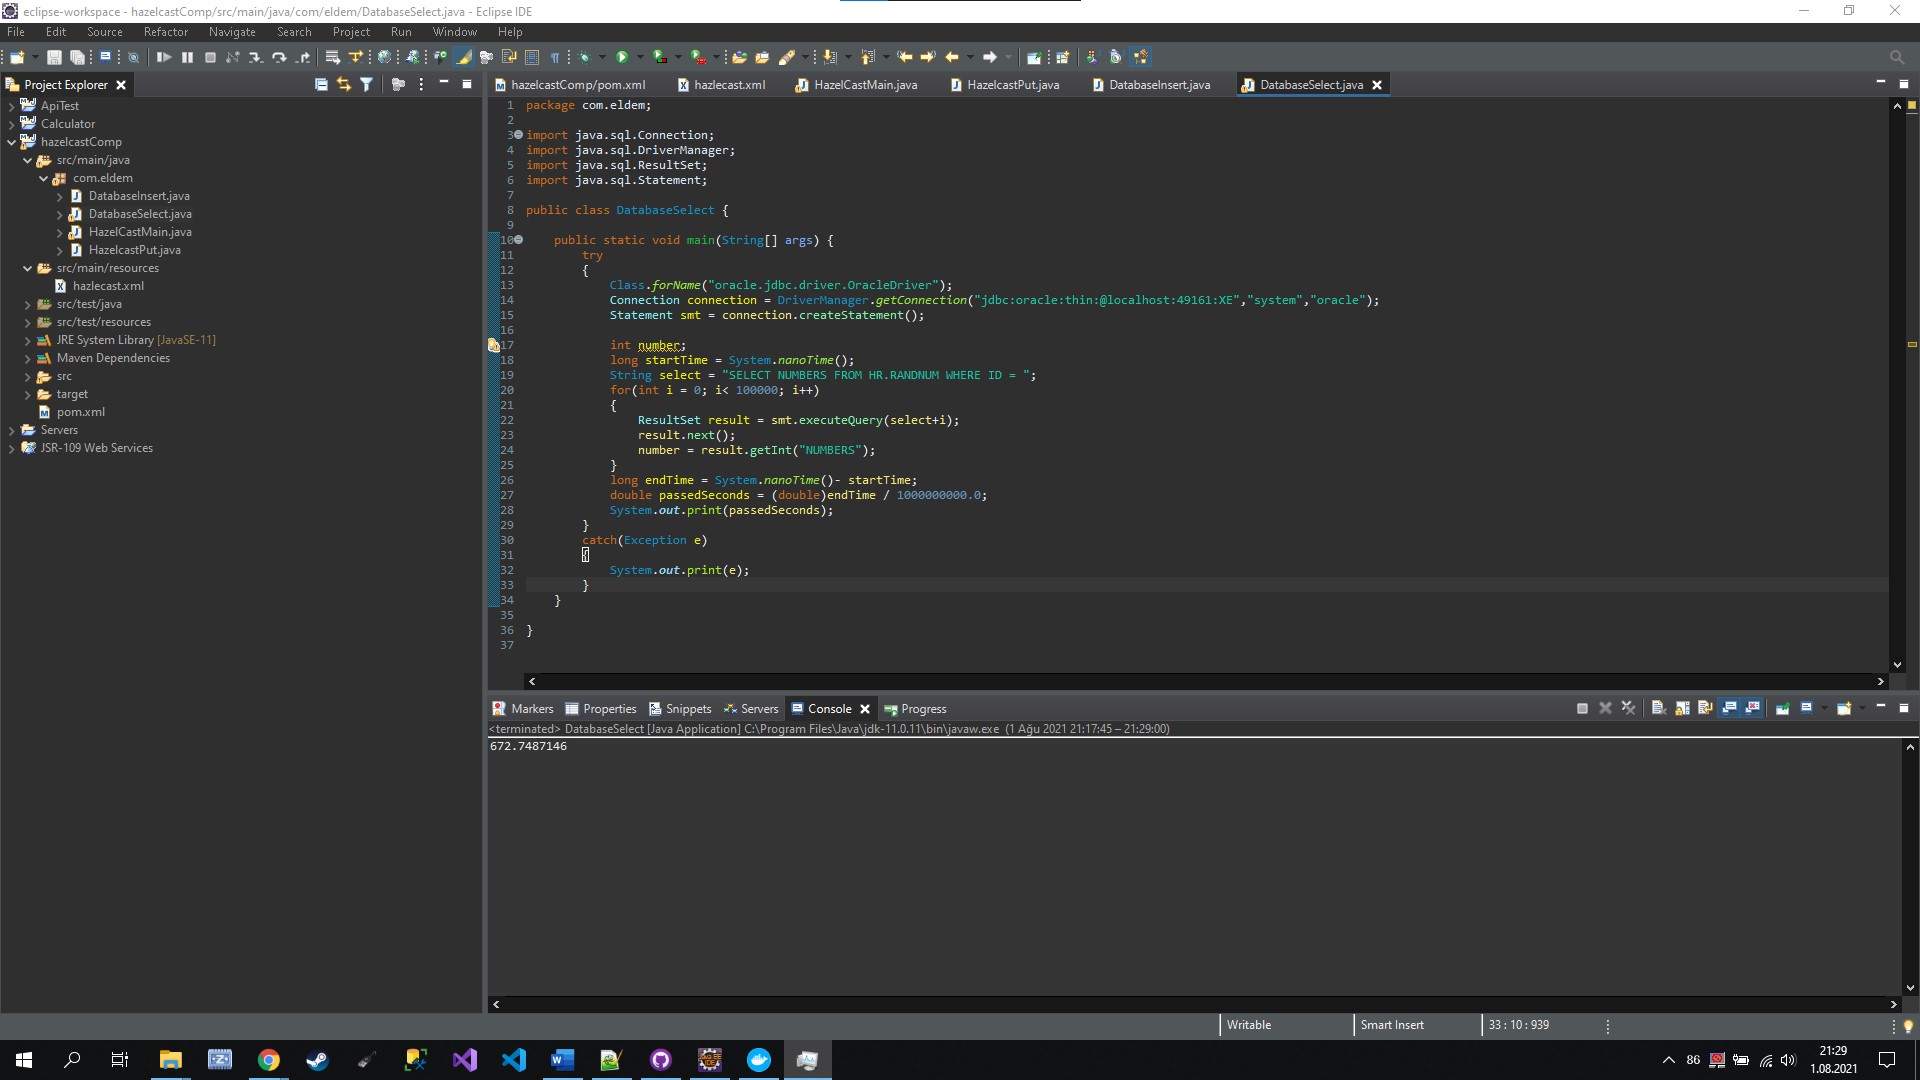 eclipse-workspace - hazelcastComp/src/main/java/com/eldem/DatabaseSelect.java - Eclipse IDE
File Edit Source Refactor Navigate Search Project Run Window Help
Project Explorer
ApiTest
Calculator
hazelcastComp
src/main/java
com.eldem
DatabaseInsert.java
DatabaseSelect.java
HazelCastMain.java
HazelcastPut.java
src/main/resources
hazlecast.xml
src/test/java
src/test/resources
JRE System Library [JavaSE-11]
Maven Dependencies
src
target
pom.xml
Servers
JSR-109 Web Services
hazelcastComp/pom.xml hazlecast.xml HazelCastMain.java HazelcastPut.java DatabaseInsert.java DatabaseSelect.java
1 package com.eldem;
2
3 import java.sql.Connection;
4 import java.sql.DriverManager;
5 import java.sql.ResultSet;
6 import java.sql.Statement;
7
8 public class DatabaseSelect {
9
10 public static void main(String[] args) {
11 try
12 {
13 Class.forName("oracle.jdbc.driver.OracleDriver");
14 Connection connection = DriverManager.getConnection("jdbc:oracle:thin:@localhost:49161:XE","system","oracle");
15 Statement smt = connection.createStatement();
16
17 int number;
18 long startTime = System.nanoTime();
19 String select = "SELECT NUMBERS FROM HR.RANDNUM WHERE ID = ";
20 for(int i = 0; i< 100000; i++)
21 {
22 ResultSet result = smt.executeQuery(select+i);
23 result.next();
24 number = result.getInt("NUMBERS");
25 }
26 long endTime = System.nanoTime()- startTime;
27 double passedSeconds = (double)endTime / 1000000000.0;
28 System.out.print(passedSeconds);
29 }
30 catch(Exception e)
31 {
32 System.out.print(e);
33 }
34 }
35
36 }
37
Markers Properties Snippets Servers Console Progress
<terminated> DatabaseSelect [Java Application] C:\Program Files\Java\jdk-11.0.11\bin\javaw.exe (1 Ağu 2021 21:17:45 – 21:29:00)
672.7487146
Writable Smart Insert 33 : 10 : 939
86
21:29
1.08.2021